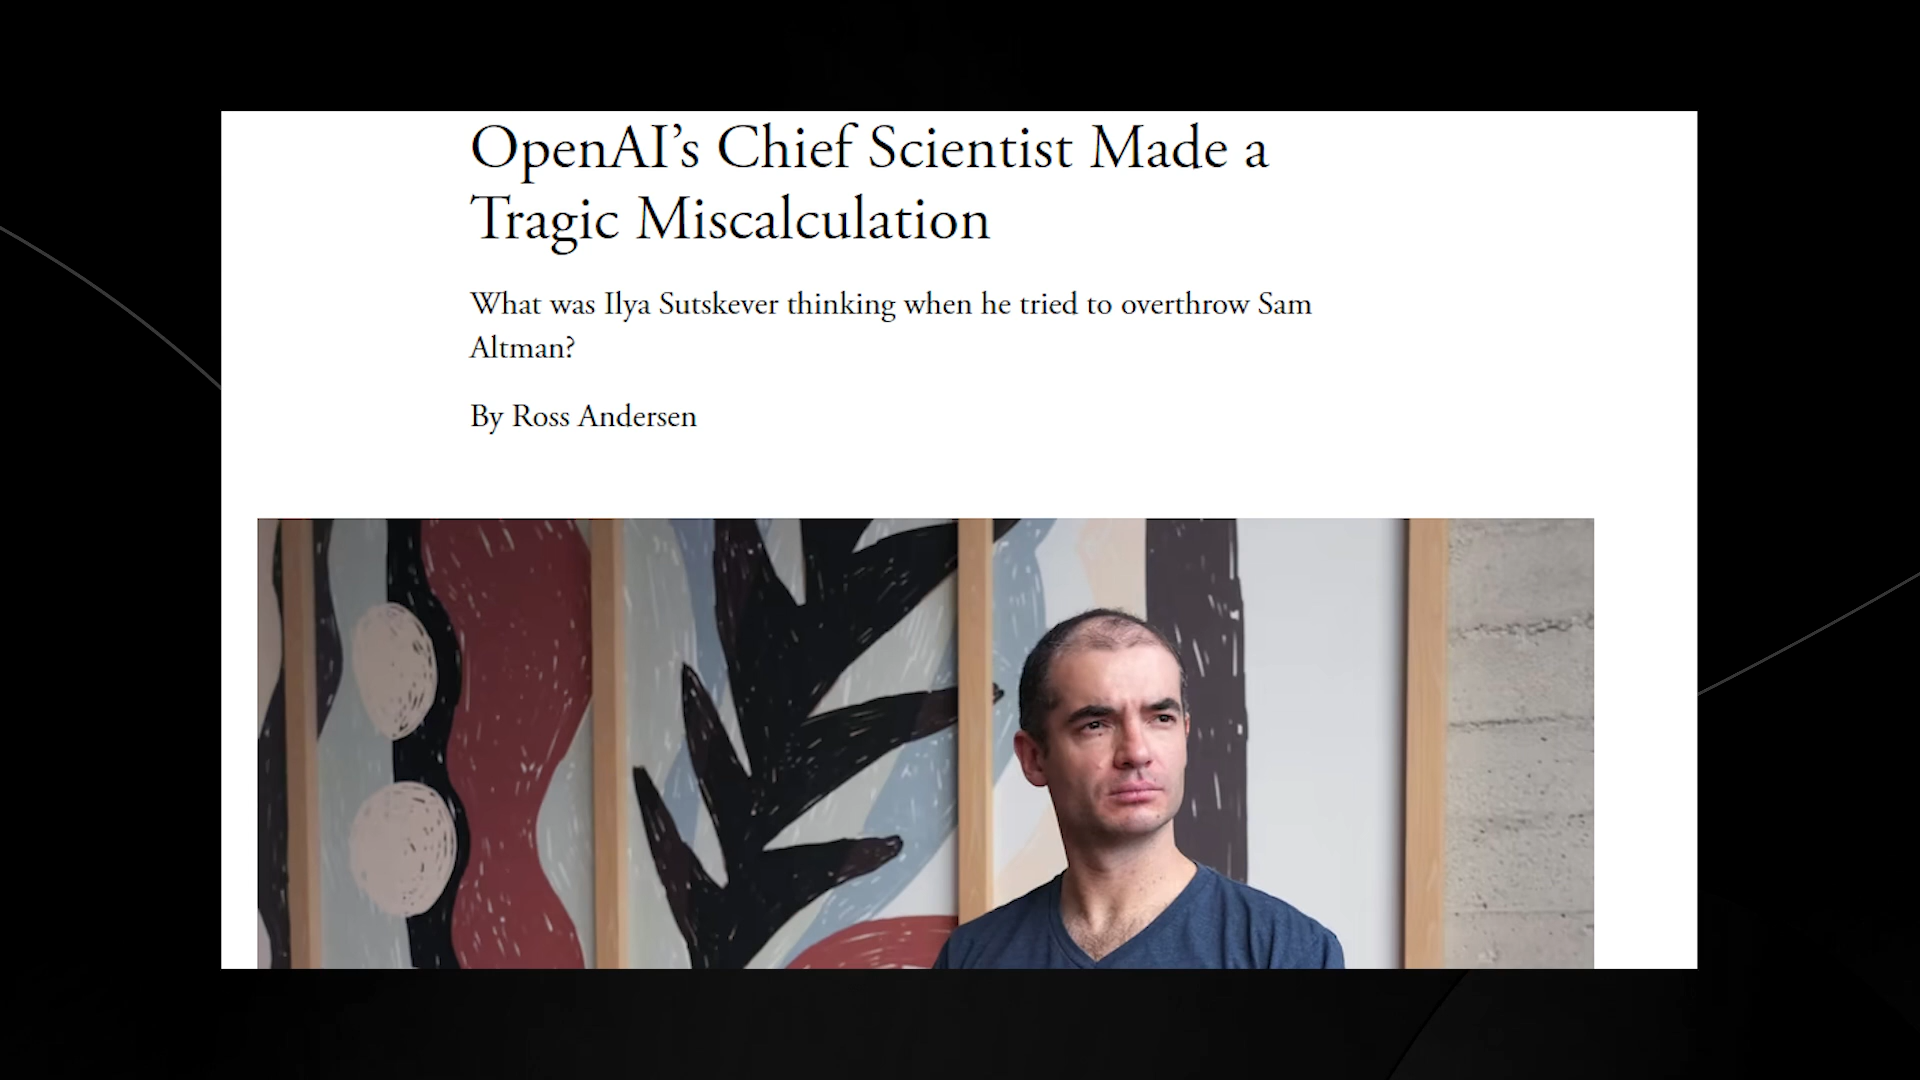 OpenAI’s Chief Scientist Made a
Tragic Miscalculation
What was Ilya Sutskever thinking when he tried to overthrow Sam
Altman?
By Ross Andersen